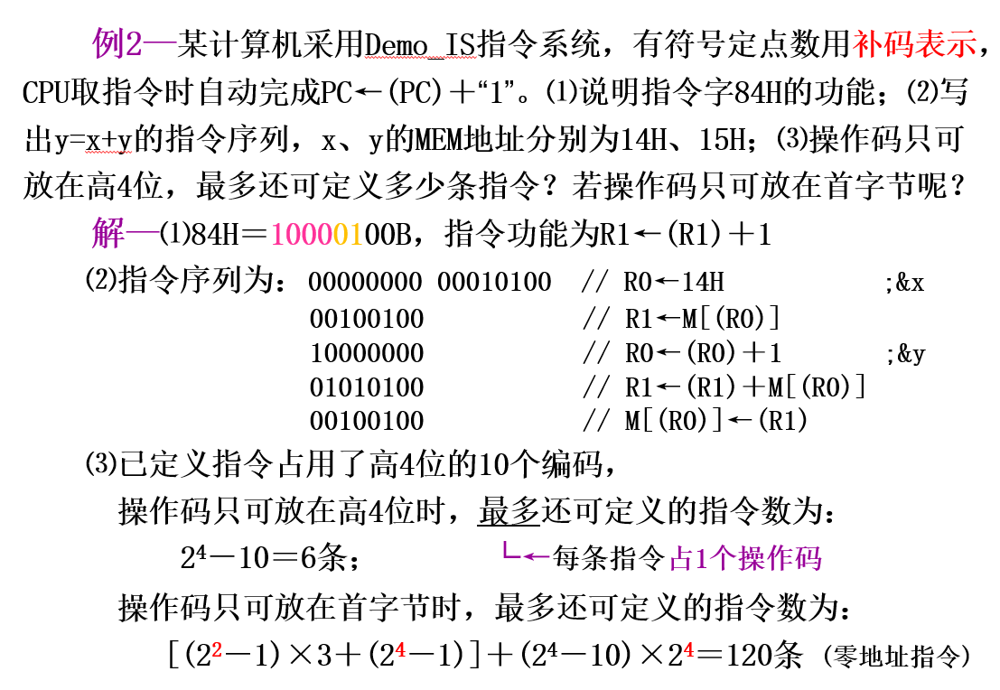 例2—某计算机采用Demo_IS指令系统，有符号定点数用补码表示，
CPU取指令时自动完成PC←(PC)＋“1”。⑴说明指令字84H的功能；⑵写
出y=x+y的指令序列，x、y的MEM地址分别为14H、15H；⑶操作码只可
放在高4位，最多还可定义多少条指令？若操作码只可放在首字节呢？
解—⑴84H＝10000100B，指令功能为R1←(R1)＋1
⑵指令序列为：00000000 00010100 // R0←14H ;&x
00100100 // R1←M[(R0)]
10000000 // R0←(R0)＋1 ;&y
01010100 // R1←(R1)＋M[(R0)]
00100100 // M[(R0)]←(R1)
⑶已定义指令占用了高4位的10个编码，
操作码只可放在高4位时，最多还可定义的指令数为：
2⁴－10＝6条； └←每条指令占1个操作码
操作码只可放在首字节时，最多还可定义的指令数为：
[(2²－1)×3＋(2⁴－1)]＋(2⁴－10)×2⁴＝120条 (零地址指令)